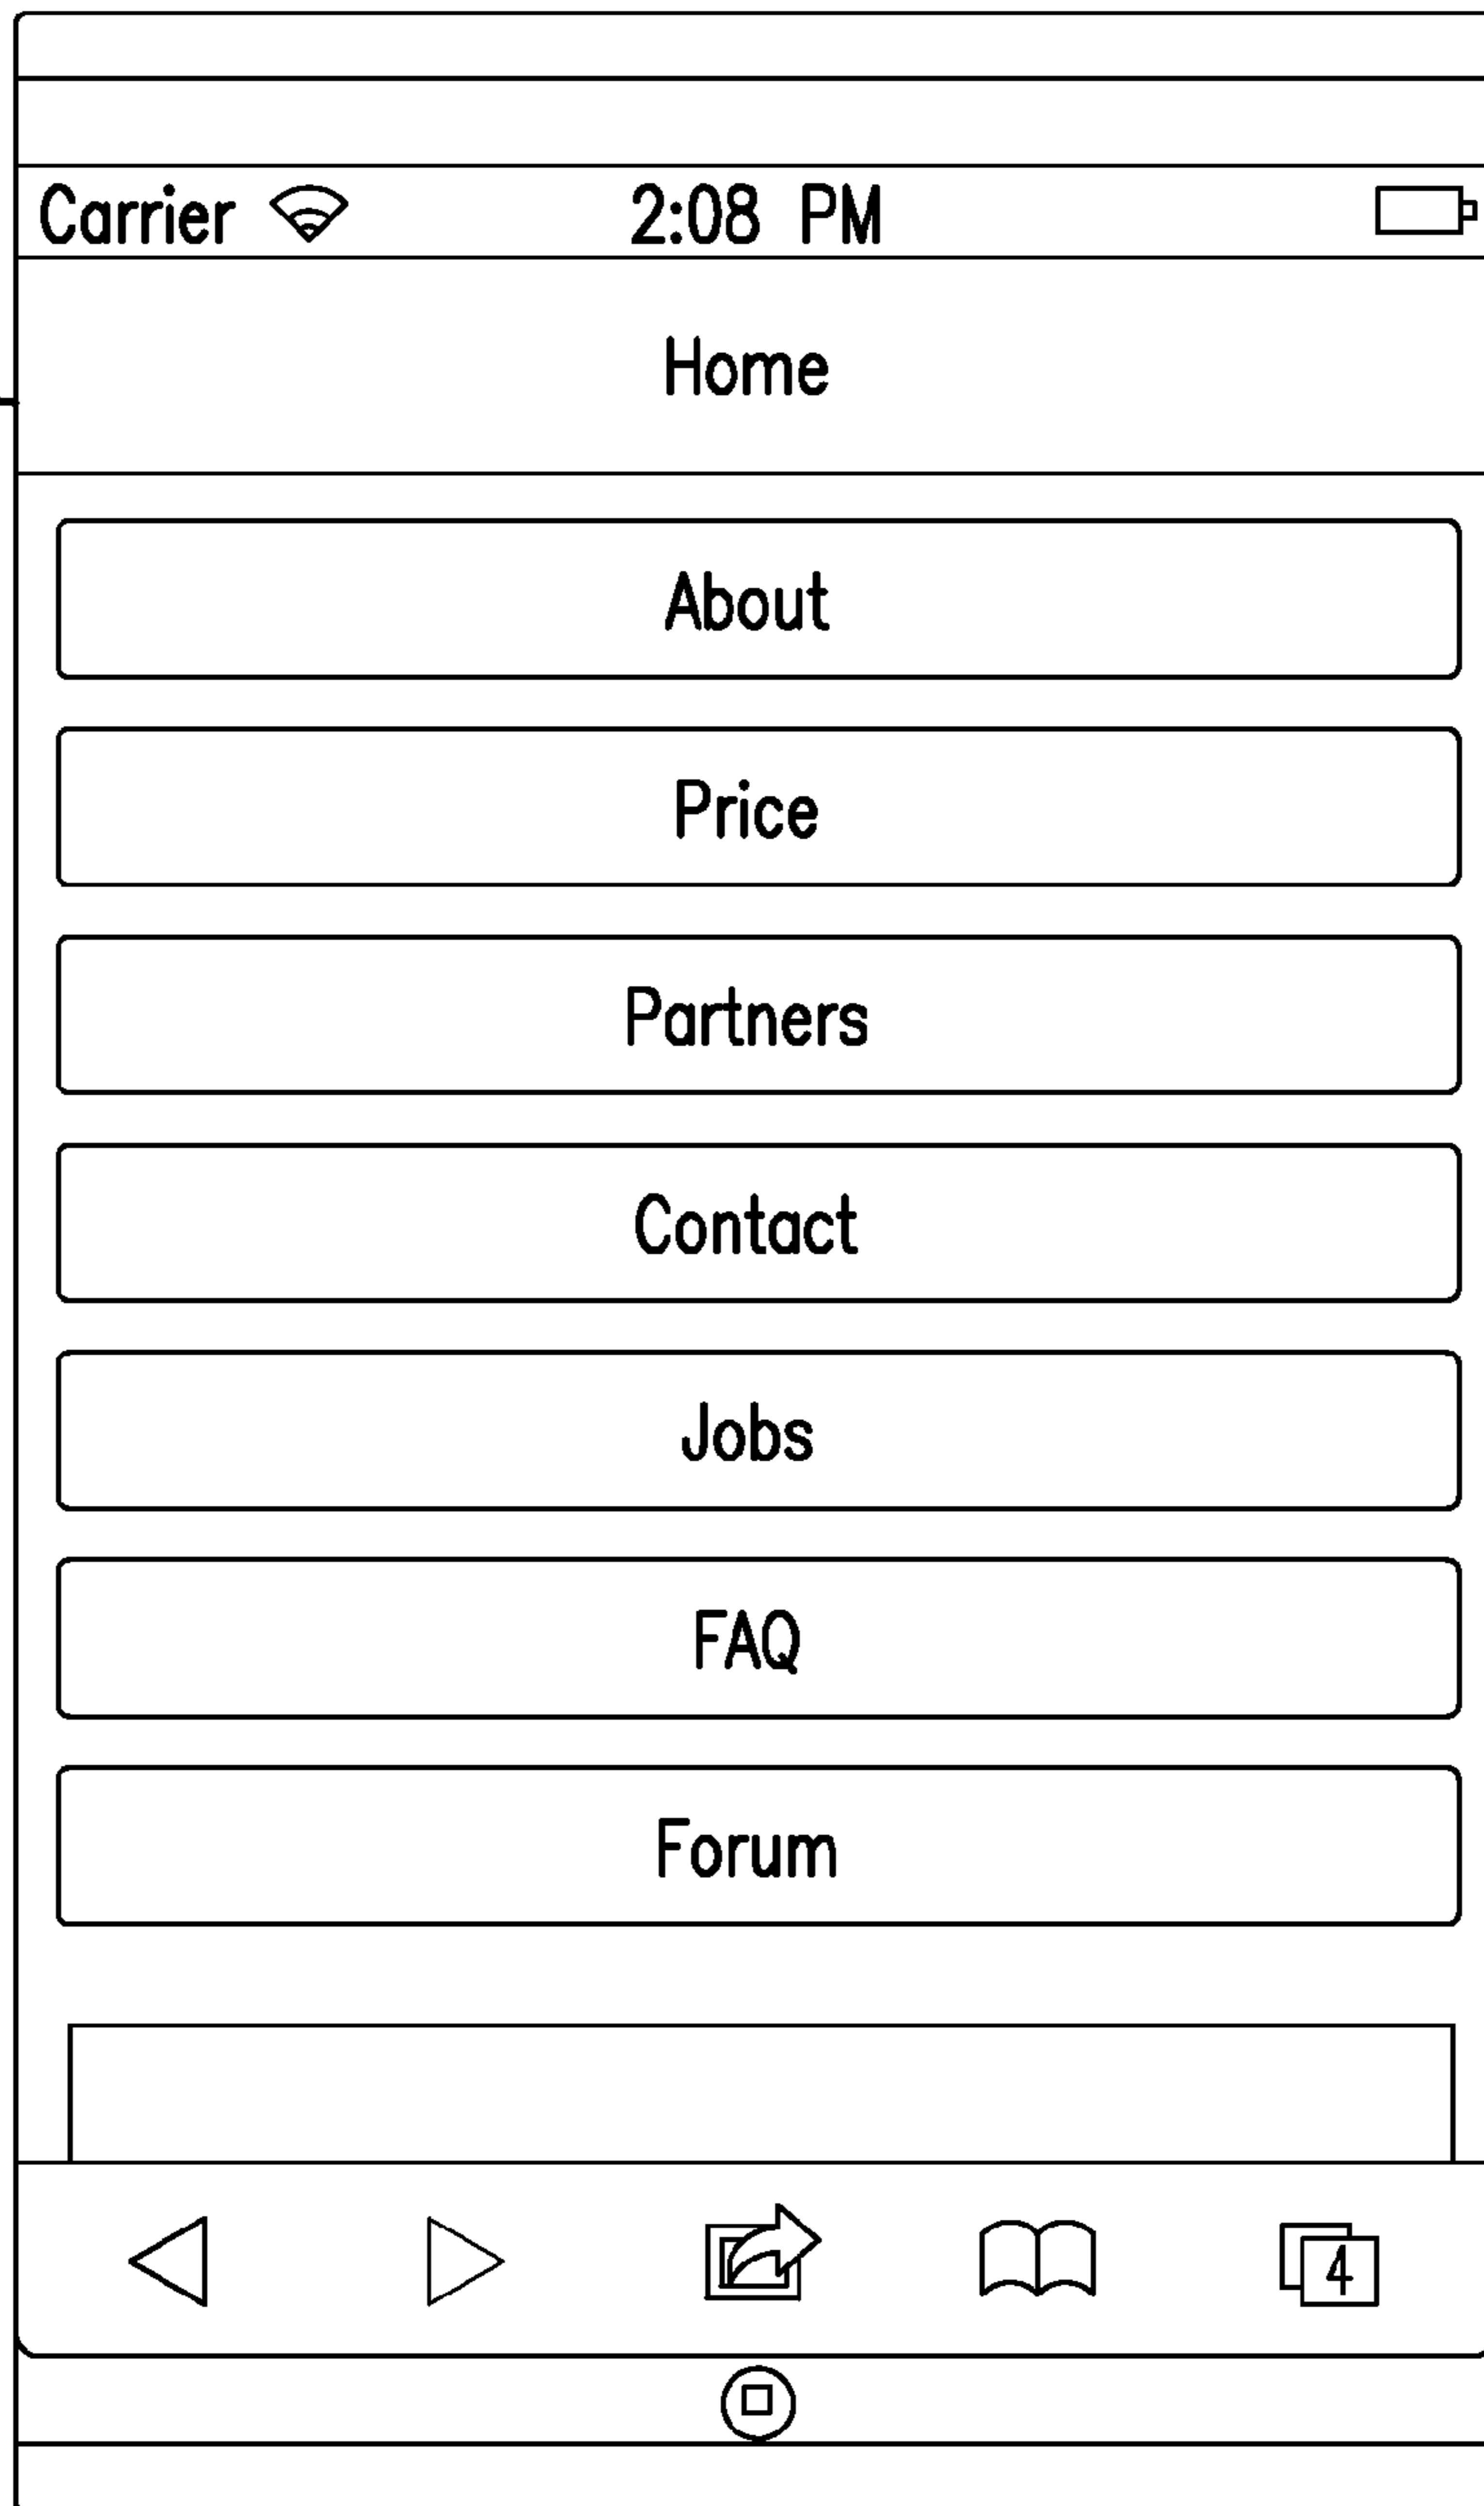 Carrier 2:08 PM
Home
About
Price
Partners
Contact
Jobs
FAQ
Forum
4